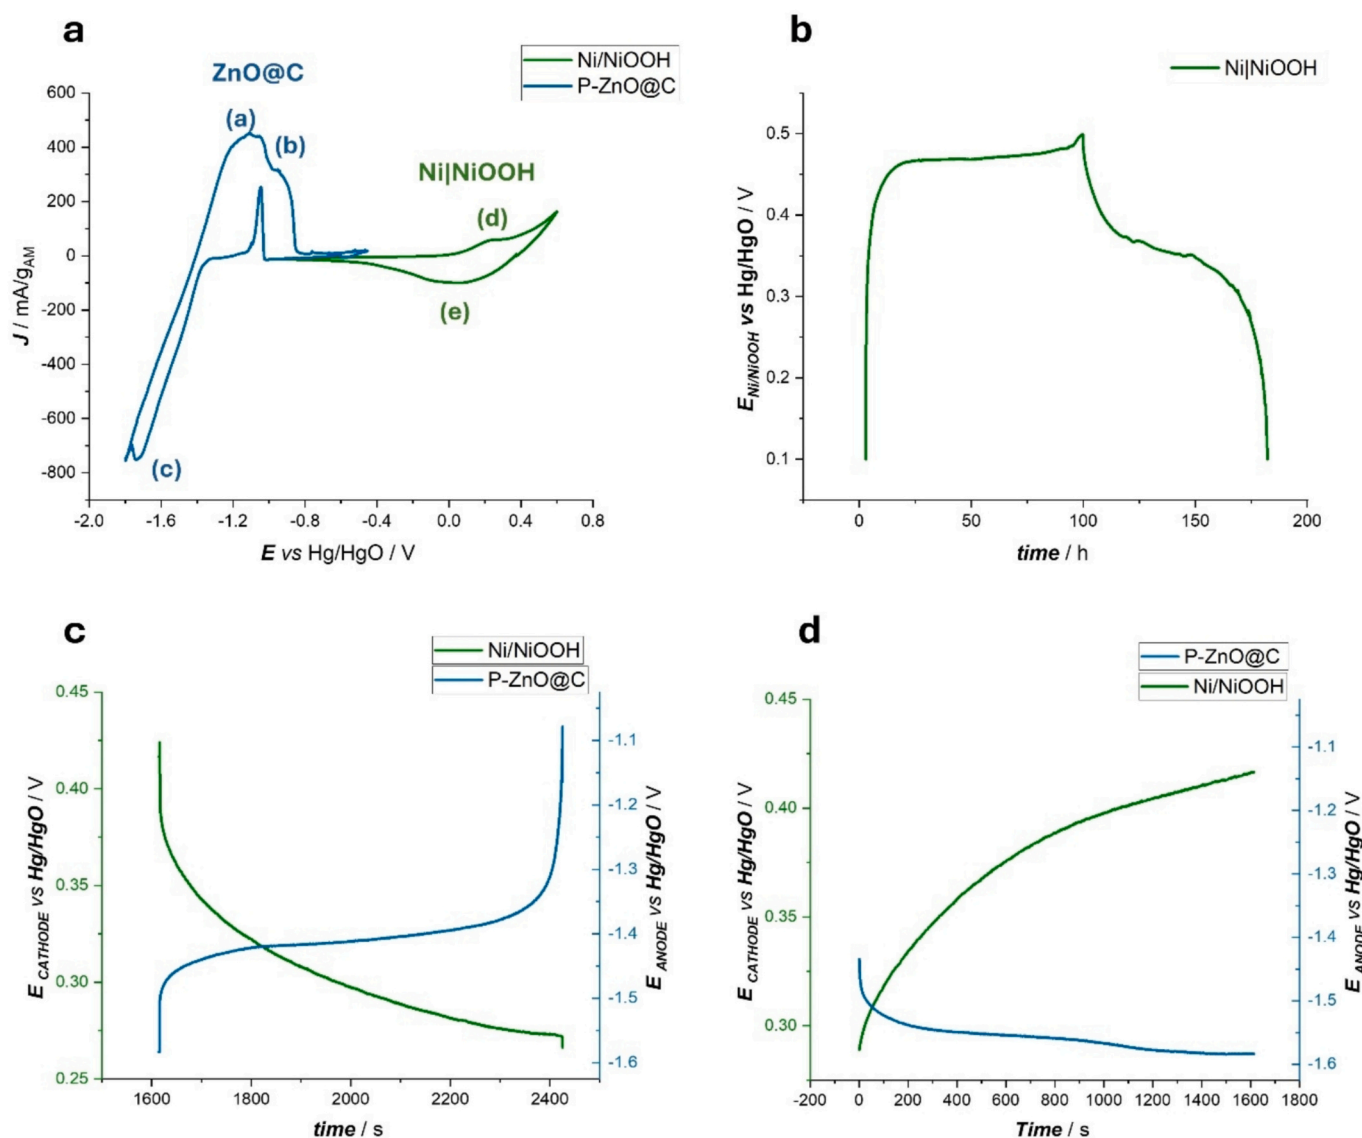 a
ZnO@C
Ni/NiOOH
P-ZnO@C
600
400
200
0
-200
-400
-600
-800
(a)
(b)
Ni|NiOOH
(d)
(e)
(c)
J / mA/gAM
-2.0 -1.6 -1.2 -0.8 -0.4 0.0 0.4 0.8
E vs Hg/HgO / V
b
Ni|NiOOH
0.5
0.4
0.3
0.2
0.1
ENi/NiOOH vs Hg/HgO / V
0 50 100 150 200
time / h
c
Ni/NiOOH
P-ZnO@C
0.45
0.40
0.35
0.30
0.25
E CATHODE VS Hg/HgO / V
-1.1
-1.2
-1.3
-1.4
-1.5
-1.6
E ANODE VS Hg/HgO / V
1600 1800 2000 2200 2400
time / s
d
P-ZnO@C
Ni/NiOOH
0.45
0.40
0.35
0.30
E CATHODE VS Hg/HgO / V
-1.1
-1.2
-1.3
-1.4
-1.5
-1.6
E ANODE VS Hg/HgO / V
-200 0 200 400 600 800 1000 1200 1400 1600 1800
Time / s